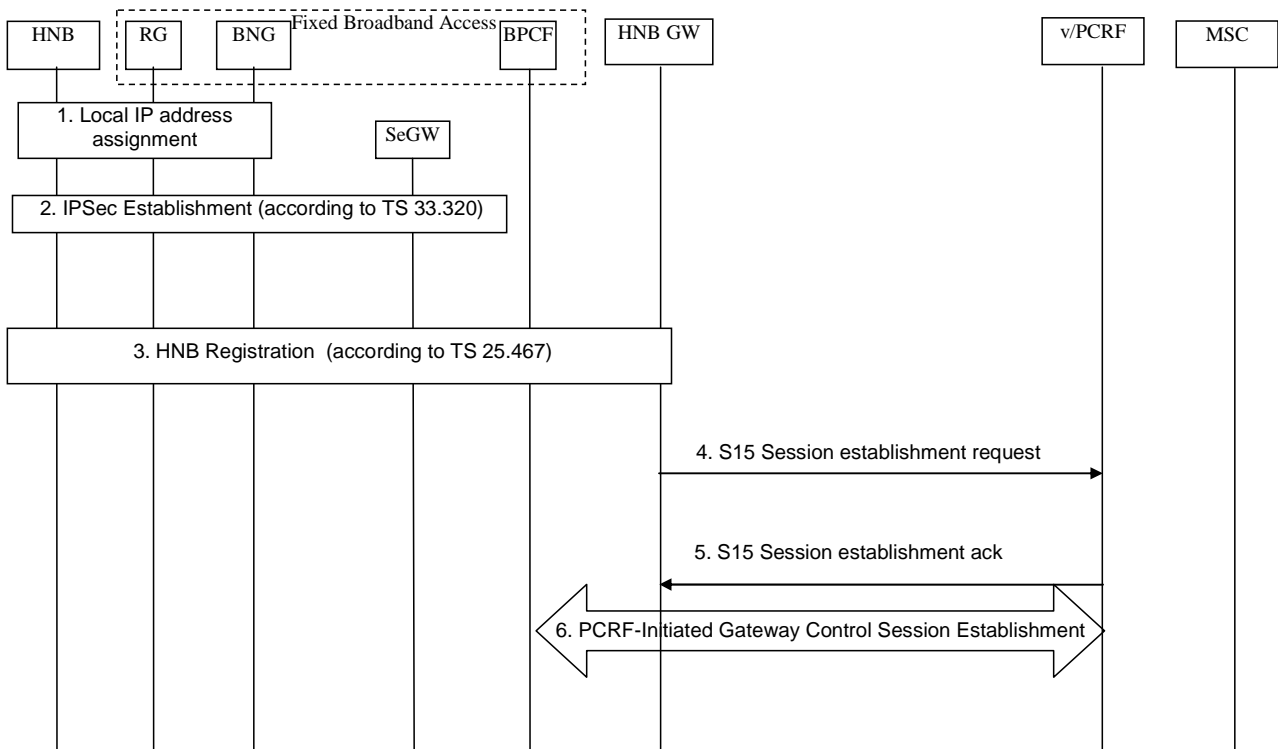 Fixed Broadband Access
HNB
RG
BNG
BPCF
HNB GW
v/PCRF
MSC
1. Local IP address
assignment
SeGW
2. IPSec Establishment (according to TS 33.320)
3. HNB Registration (according to TS 25.467)
4. S15 Session establishment request
5. S15 Session establishment ack
6. PCRF-Initiated Gateway Control Session Establishment